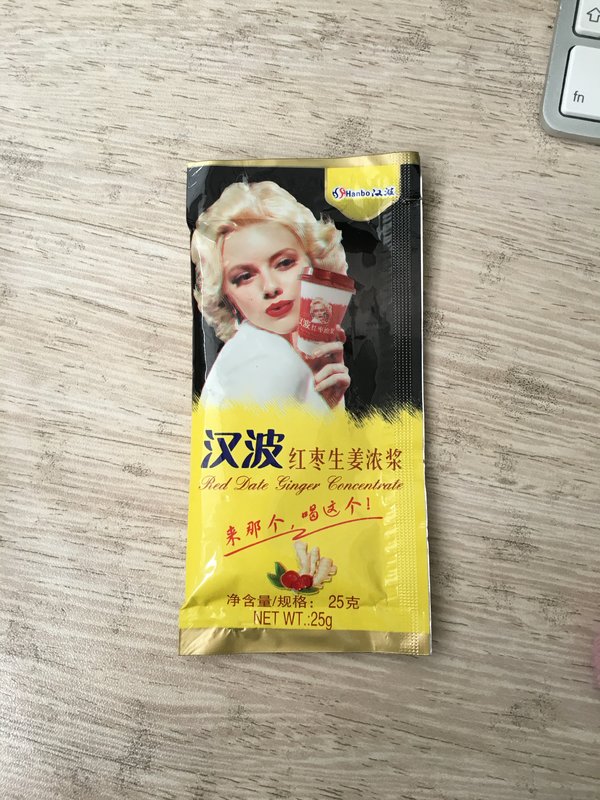 fn
Hanbo汉波
汉波 红枣生姜浓浆
Red Date Ginger Concentrate
来那个,喝这个!
净含量/规格: 25克
NET WT.:25g